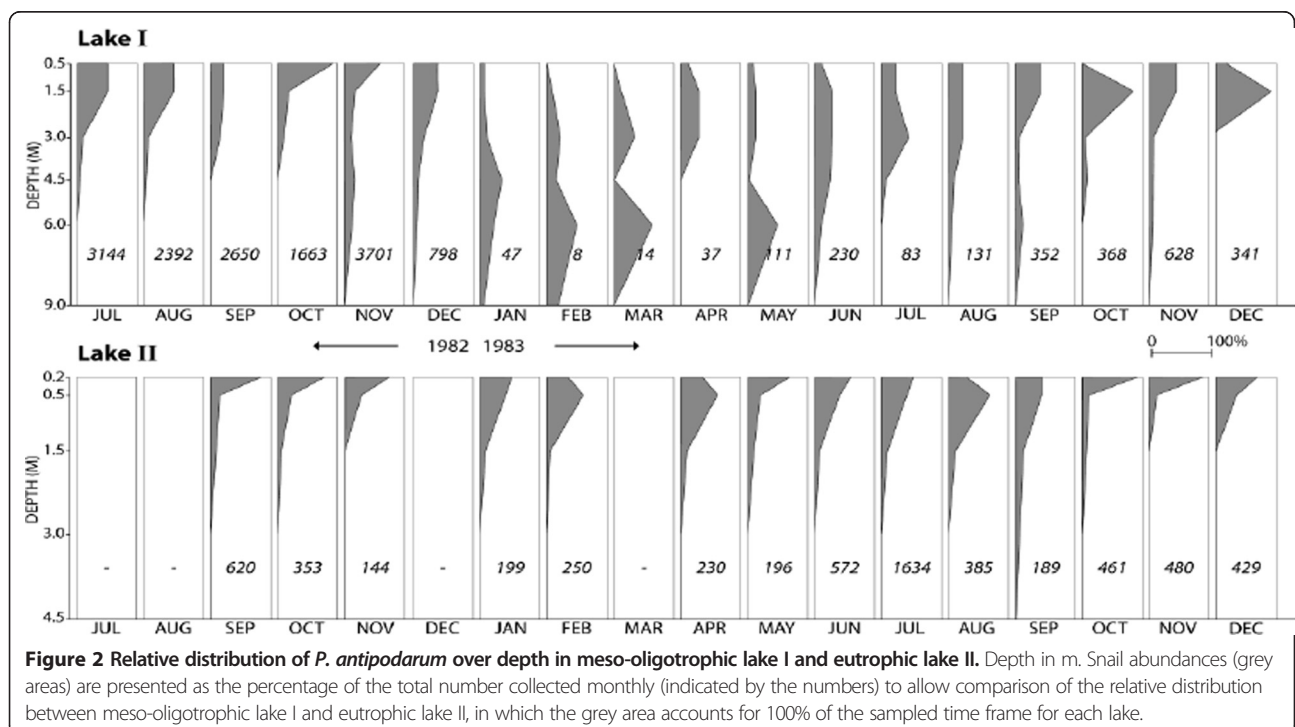 Lake I
0.5
1.5
3.0
4.5
6.0
9.0
DEPTH (M)
3144 2392 2650 1663 3701 798 47 8 14 37 111 230 83 131 352 368 628 341
JUL AUG SEP OCT NOV DEC JAN FEB MAR APR MAY JUN JUL AUG SEP OCT NOV DEC
1982 1983
0 100%
Lake II
0.2
0.5
1.5
3.0
4.5
DEPTH (M)
- - 620 353 144 - 199 250 - 230 196 572 1634 385 189 461 480 429
JUL AUG SEP OCT NOV DEC JAN FEB MAR APR MAY JUN JUL AUG SEP OCT NOV DEC
Figure 2 Relative distribution of P. antipodarum over depth in meso-oligotrophic lake I and eutrophic lake II. Depth in m. Snail abundances (grey
areas) are presented as the percentage of the total number collected monthly (indicated by the numbers) to allow comparison of the relative distribution
between meso-oligotrophic lake I and eutrophic lake II, in which the grey area accounts for 100% of the sampled time frame for each lake.